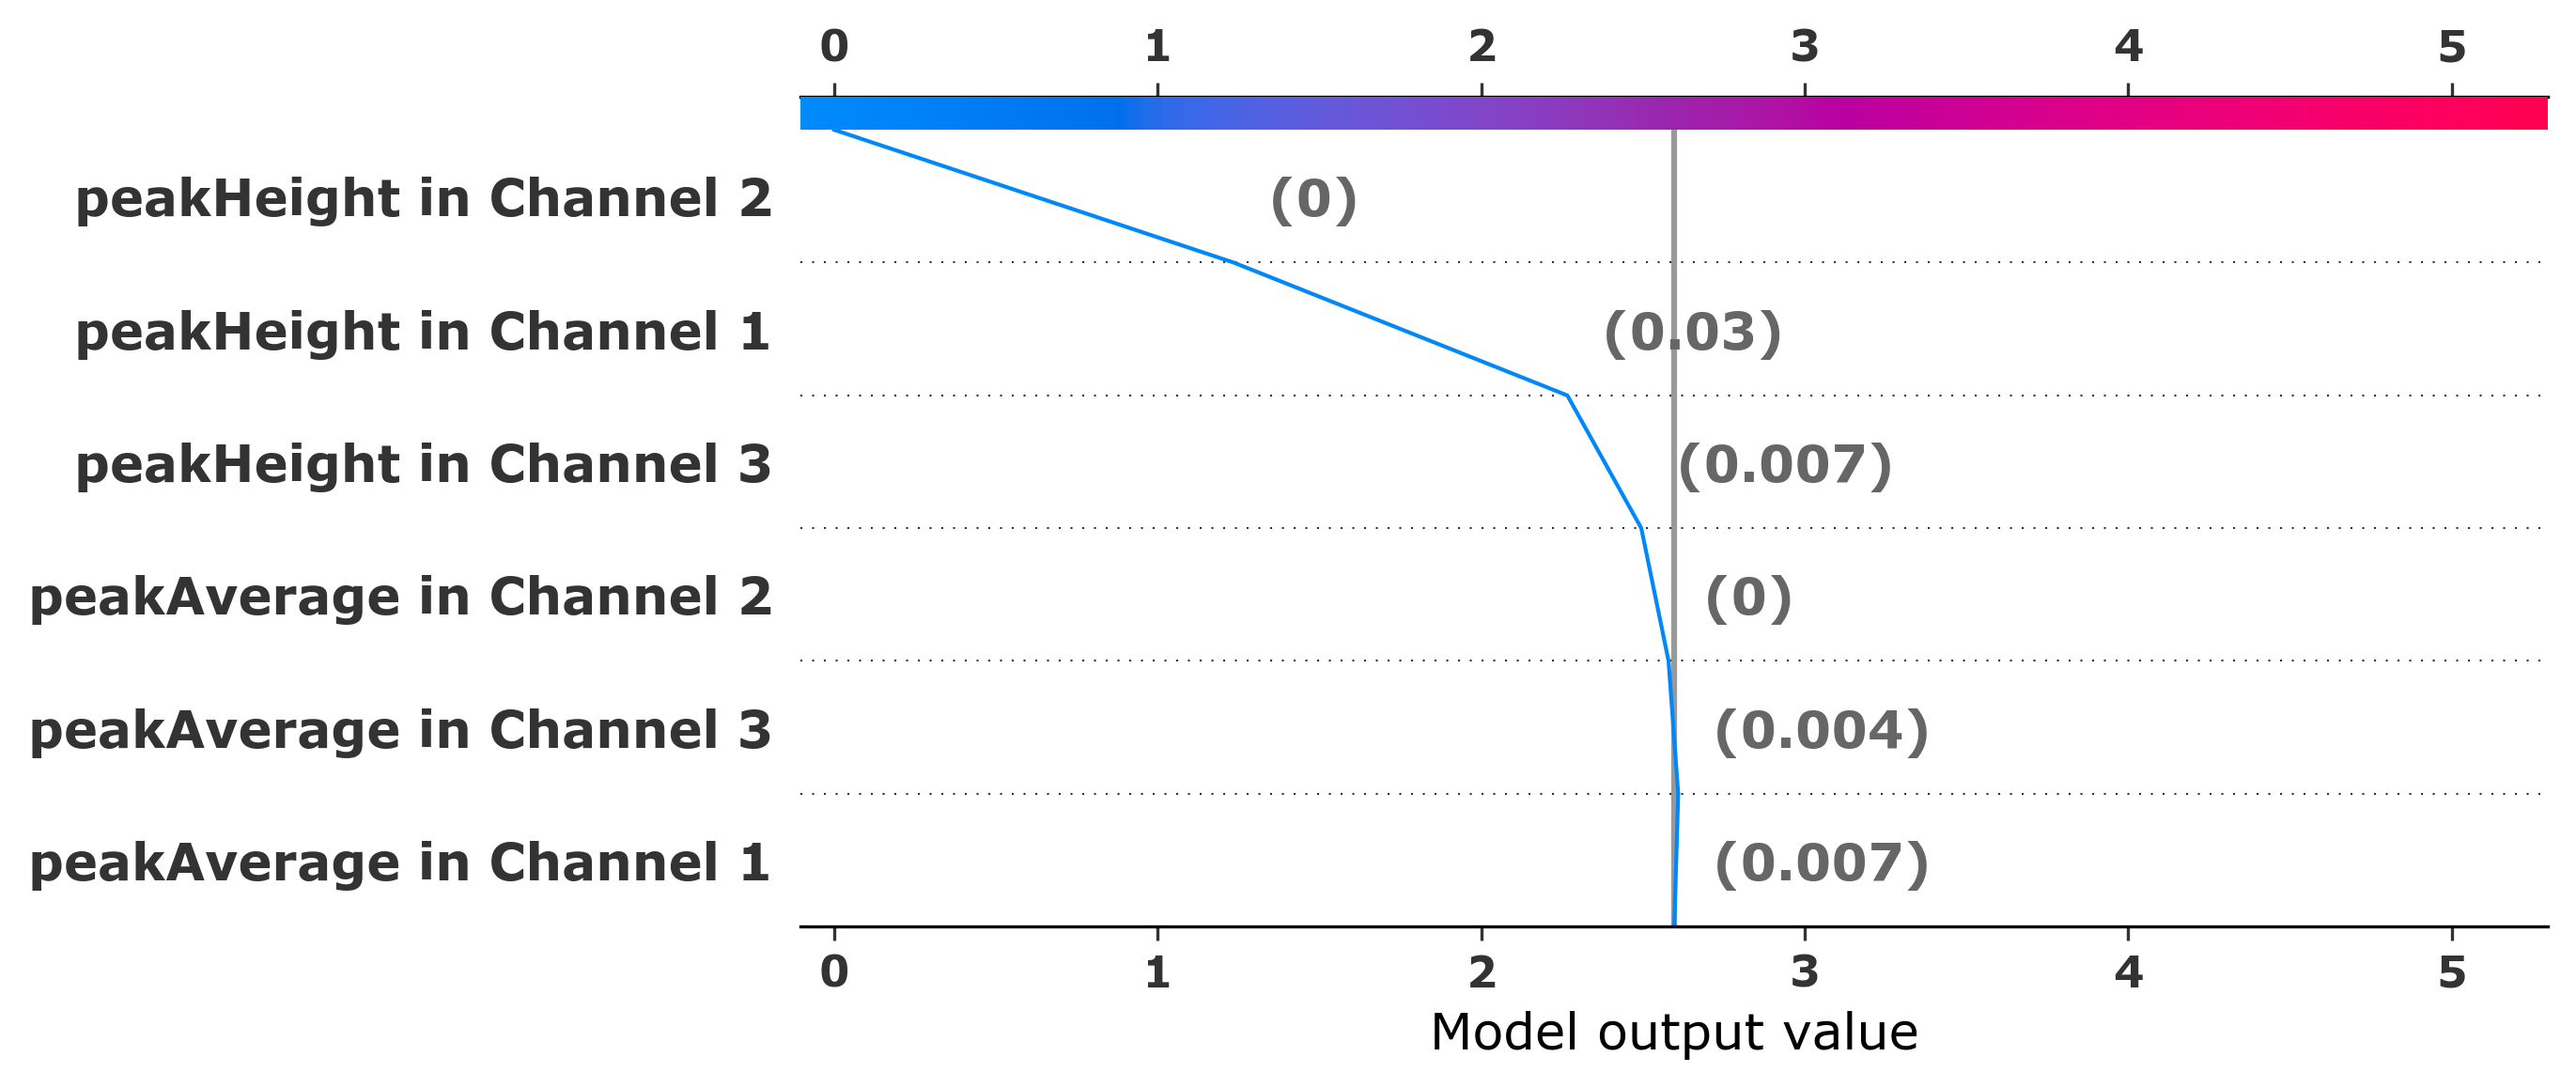 0 1 2 3 4 5
peakHeight in Channel 2 (0)
peakHeight in Channel 1 (0.03)
peakHeight in Channel 3 (0.007)
peakAverage in Channel 2 (0)
peakAverage in Channel 3 (0.004)
peakAverage in Channel 1 (0.007)
0 1 2 3 4 5
Model output value